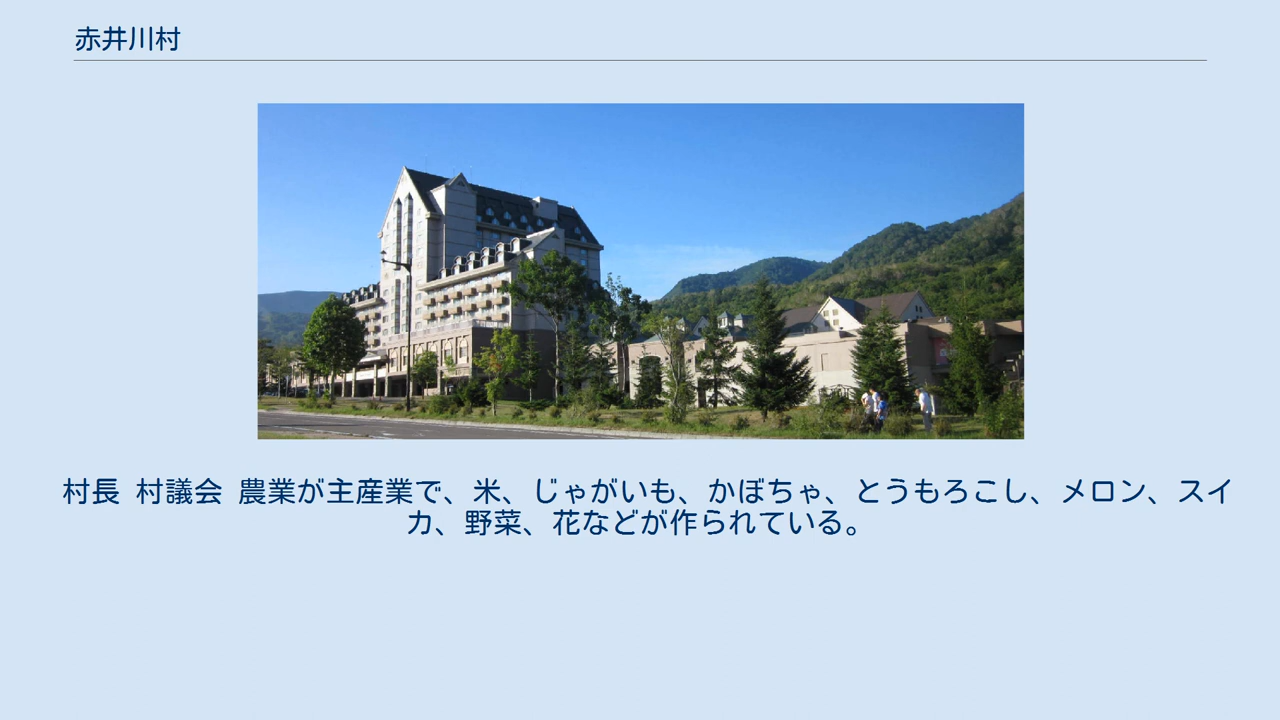 赤井川村
村長 村議会 農業が主産業で、米、じゃがいも、かぼちゃ、とうもろこし、メロン、スイ
カ、野菜、花などが作られている。